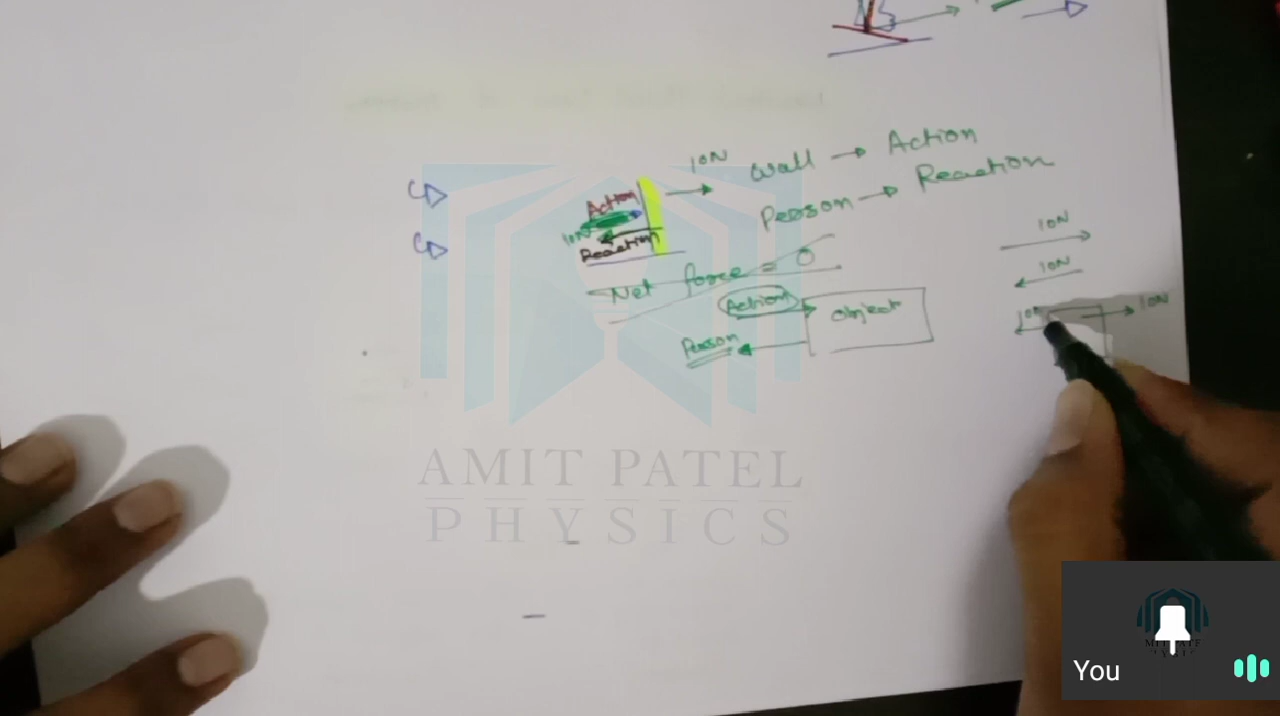 10N
Wall → Action
Person → Reaction
Action
10N
Reaction
Net force = 0
Action
Object
Person
10N
10N
10N
10N
AMIT PATEL
PHYSICS
You